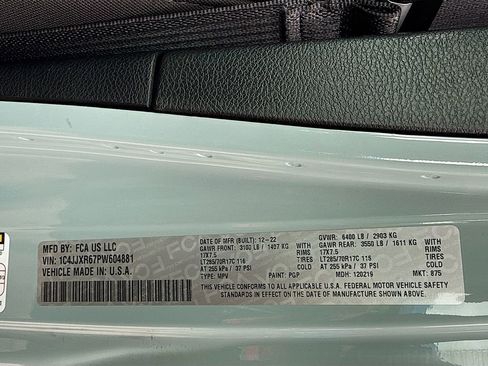 MFD BY: FCA US LLC
VIN: 1C4JJXR67PW604881
VEHICLE MADE IN: U.S.A.
DATE OF MFR (BUILT): 12-22
GAWR FRONT: 3160 LB / 1407 KG
17X7.5 RIMS
LT285/70R17C 116 TIRES
AT 255 KPA / 37 PSI COLD
TYPE: MPV PAINT: PGP
GVWR: 6400 LB / 2903 KG
GAWR REAR: 3550 LB / 1611 KG
17X7.5 RIMS
LT285/70R17C 116 TIRES
AT 255 KPA / 37 PSI COLD
MDH: 120219 MKT: 875
THIS VEHICLE CONFORMS TO ALL APPLICABLE U.S.A. FEDERAL MOTOR VEHICLE SAFETY
STANDARDS IN EFFECT ON THE DATE OF MANUFACTURE SHOWN ABOVE.